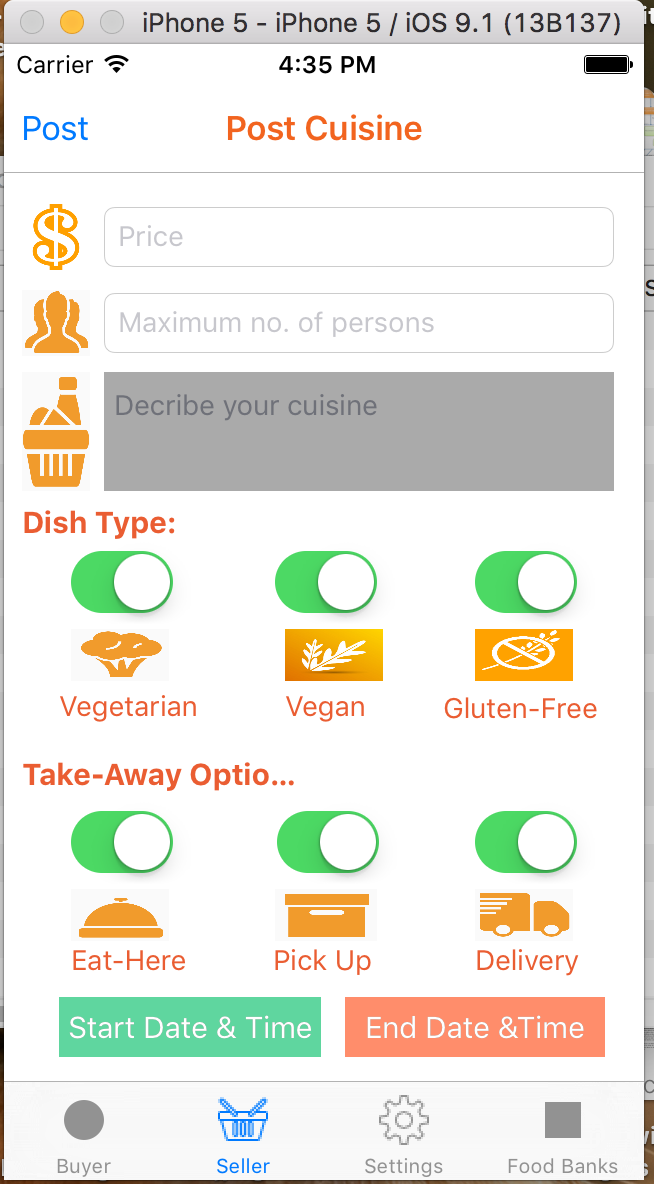 iPhone 5 - iPhone 5 / iOS 9.1 (13B137)
Carrier 4:35 PM
Post Post Cuisine
Price
Maximum no. of persons
Decribe your cuisine
Dish Type:
Vegetarian Vegan Gluten-Free
Take-Away Optio...
Eat-Here Pick Up Delivery
Start Date & Time End Date &Time
Buyer Seller Settings Food Banks